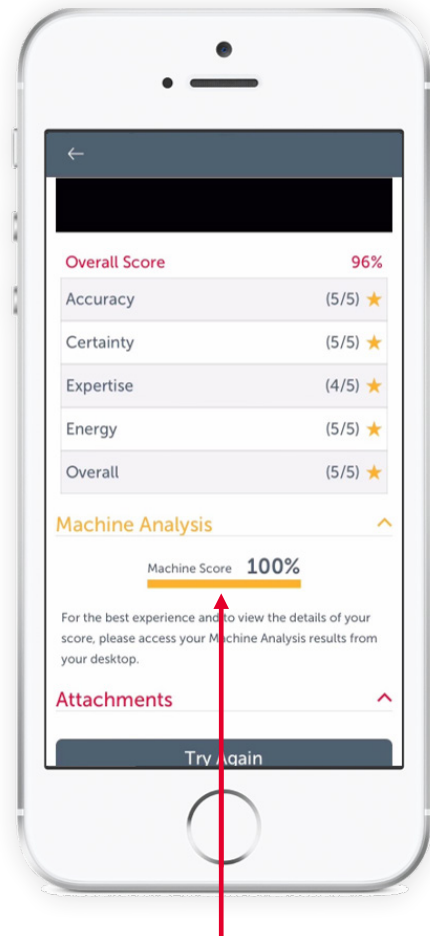 Overall Score 96%
Accuracy (5/5)
Certainty (5/5)
Expertise (4/5)
Energy (5/5)
Overall (5/5)
Machine Analysis
Machine Score 100%
For the best experience and to view the details of your
score, please access your Machine Analysis results from
your desktop.
Attachments
Try Again